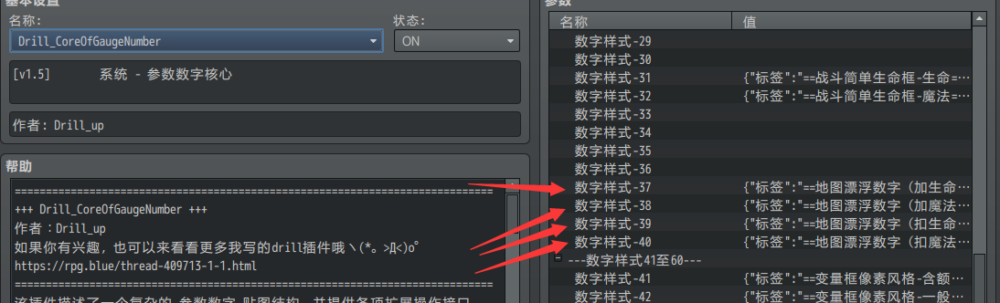 基本设置
名称:
状态:
Drill_CoreOfGaugeNumber
ON
[v1.5] 系统 - 参数数字核心
作者: Drill_up
帮助
==========================================================================
+++ Drill_CoreOfGaugeNumber +++
作者：Drill_up
如果你有兴趣，也可以来看看更多我写的drill插件哦ヽ(*。>Д<)o゜
https://rpg.blue/thread-409713-1-1.html
==========================================================================
该插件描述了一个复杂的 参数数字 贴图结构，并提供各项扩展操作接口
参数
名称 值
数字样式-29
数字样式-30
数字样式-31 {"标签":"==战斗简单生命框-生命=…
数字样式-32 {"标签":"==战斗简单生命框-魔法=…
数字样式-33
数字样式-34
数字样式-35
数字样式-36
数字样式-37 {"标签":"==地图漂浮数字（加生命…
数字样式-38 {"标签":"==地图漂浮数字（加魔法…
数字样式-39 {"标签":"==地图漂浮数字（扣生命…
数字样式-40 {"标签":"==地图漂浮数字（扣魔法…
---数字样式41至60---
数字样式-41 {"标签":"==变量框像素风格-含额…
数字样式-42 {"标签":"==变量框像素风格-一般…